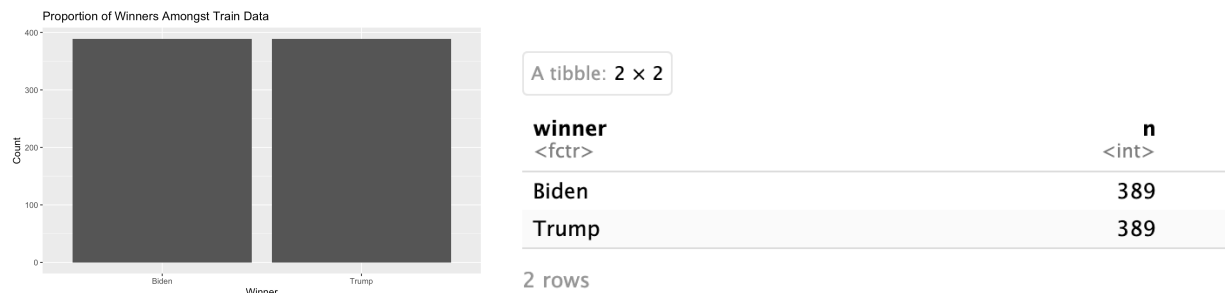 Proportion of Winners Amongst Train Data
400
300
200
100
0
Count
Biden Trump
Winner
A tibble: 2 × 2
winner n
<fctr> <int>
Biden 389
Trump 389
2 rows